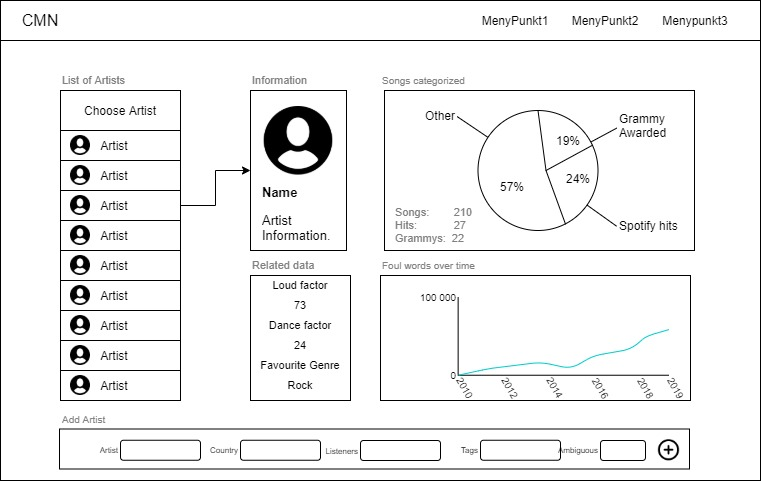 CMN
MenyPunkt1 MenyPunkt2 Menypunkt3
List of Artists
Choose Artist
Artist
Artist
Artist
Artist
Artist
Artist
Artist
Artist
Artist
Information
Name
Artist
Information.
Songs categorized
Other
Grammy
Awarded
19%
24%
57%
Spotify hits
Songs: 210
Hits: 27
Grammys: 22
Related data
Loud factor
73
Dance factor
24
Favourite Genre
Rock
Foul words over time
100 000
0
2010 2012 2014 2016 2018 2019
Add Artist
Artist Country Listeners Tags Ambiguous